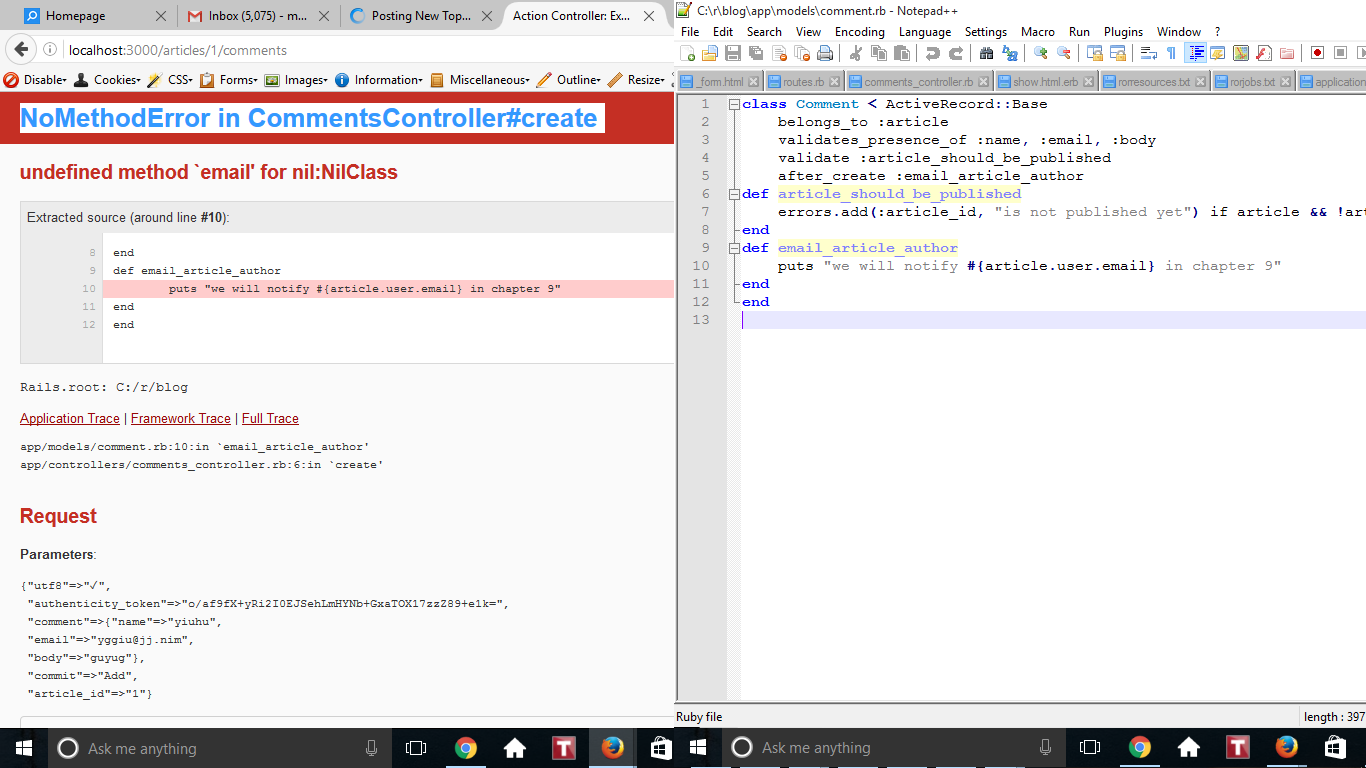 Homepage
Inbox (5,075) - m...
Posting New Top...
Action Controller: Ex...
localhost:3000/articles/1/comments
Disable
Cookies
CSS
Forms
Images
Information
Miscellaneous
Outline
Resize
NoMethodError in CommentsController#create
undefined method `email' for nil:NilClass
Extracted source (around line #10):
8 end
9 def email_article_author
10 puts "we will notify #{article.user.email} in chapter 9"
11 end
12 end
Rails.root: C:/r/blog
Application Trace | Framework Trace | Full Trace
app/models/comment.rb:10:in `email_article_author'
app/controllers/comments_controller.rb:6:in `create'
Request
Parameters:
{"utf8"=>"✓",
"authenticity_token"=>"o/af9fX+yRi2I0EJSehLmHYNb+GxaTOX17zzZ89+e1k=",
"comment"=>{"name"=>"yiuhu",
"email"=>"yggiu@jj.nim",
"body"=>"guyug"},
"commit"=>"Add",
"article_id"=>"1"}
Ask me anything
C:\r\blog\app\models\comment.rb - Notepad++
File Edit Search View Encoding Language Settings Macro Run Plugins Window ?
_form.html
routes.rb
comments_controller.rb
show.html.erb
rorresources.txt
rorjobs.txt
application
1 class Comment < ActiveRecord::Base
2 belongs_to :article
3 validates_presence_of :name, :email, :body
4 validate :article_should_be_published
5 after_create :email_article_author
6 def article_should_be_published
7 errors.add(:article_id, "is not published yet") if article && !art
8 end
9 def email_article_author
10 puts "we will notify #{article.user.email} in chapter 9"
11 end
12 end
13
Ruby file
length : 397
Ask me anything